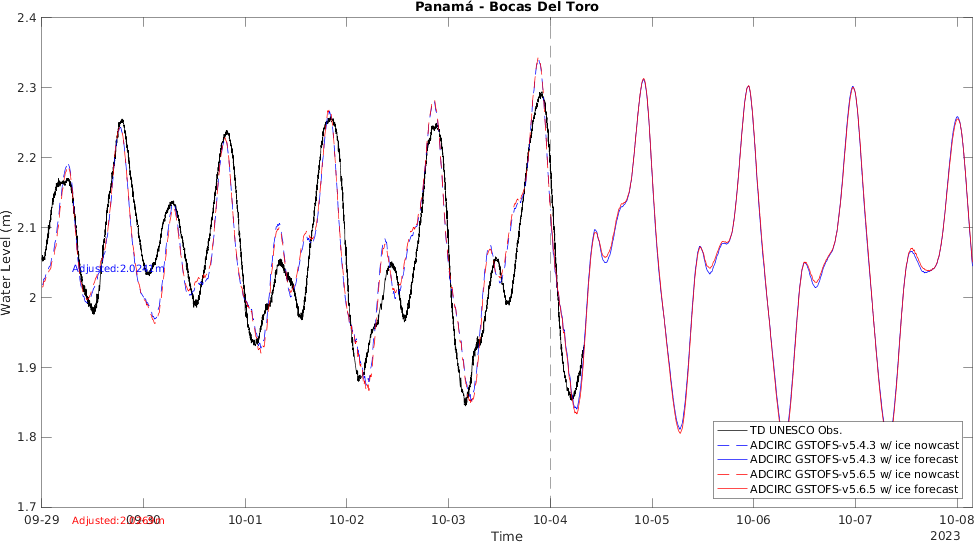 Panamá - Bocas Del Toro
Water Level (m)
2.4
2.3
2.2
2.1
2
1.9
1.8
1.7
TD UNESCO Obs.
ADCIRC GSTOFS-v5.4.3 w/ ice nowcast
ADCIRC GSTOFS-v5.4.3 w/ ice forecast
ADCIRC GSTOFS-v5.6.5 w/ ice nowcast
ADCIRC GSTOFS-v5.6.5 w/ ice forecast
09-29 09-30 10-01 10-02 10-03 10-04 10-05 10-06 10-07 10-08
Time
2023